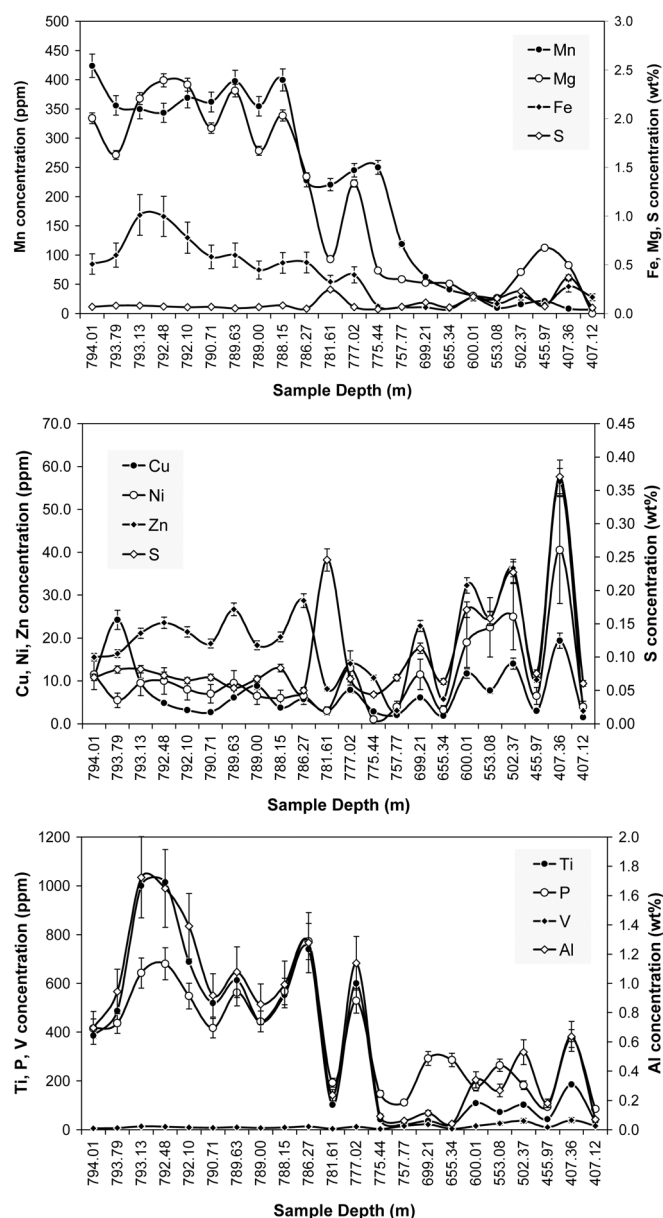 500
450
400
350
300
250
200
150
100
50
0
Mn concentration (ppm)
3.0
2.5
2.0
1.5
1.0
0.5
0.0
Fe, Mg, S concentration (wt%)
Mn
Mg
Fe
S
794.01 793.79 793.13 792.48 792.10 790.71 789.63 789.00 788.15 786.27 781.61 777.02 775.44 757.77 699.21 655.34 600.01 553.08 502.37 455.97 407.36 407.12
Sample Depth (m)
70.0
60.0
50.0
40.0
30.0
20.0
10.0
0.0
Cu, Ni, Zn concentration (ppm)
0.45
0.40
0.35
0.30
0.25
0.20
0.15
0.10
0.05
0.00
S concentration (wt%)
Cu
Ni
Zn
S
794.01 793.79 793.13 792.48 792.10 790.71 789.63 789.00 788.15 786.27 781.61 777.02 775.44 757.77 699.21 655.34 600.01 553.08 502.37 455.97 407.36 407.12
Sample Depth (m)
1200
1000
800
600
400
200
0
Ti, P, V concentration (ppm)
2.0
1.8
1.6
1.4
1.2
1.0
0.8
0.6
0.4
0.2
0.0
Al concentration (wt%)
Ti
P
V
Al
794.01 793.79 793.13 792.48 792.10 790.71 789.63 789.00 788.15 786.27 781.61 777.02 775.44 757.77 699.21 655.34 600.01 553.08 502.37 455.97 407.36 407.12
Sample Depth (m)